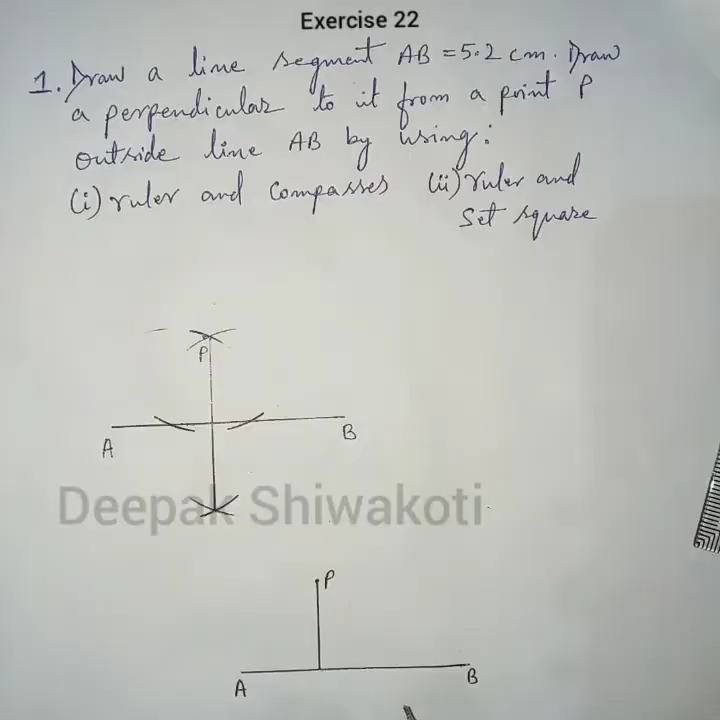 Exercise 22
1. Draw a line segment AB = 5.2 cm. Draw
a perpendicular to it from a point P
outside line AB by using:
(i) ruler and compasses (ii) ruler and
Set square
P
A
B
Deepak Shiwakoti
P
A
B